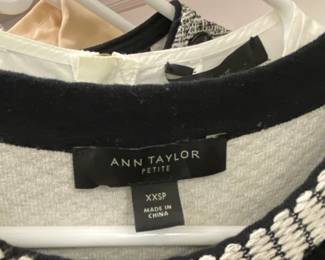 ANN TAYLOR
PETITE
XXSP
MADE IN
CHINA